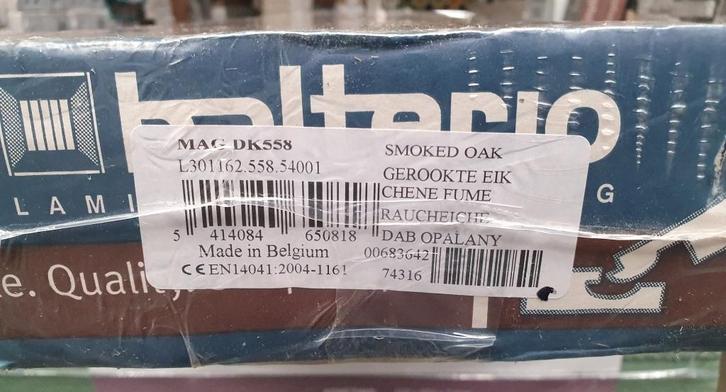 balterio
LAMI G
MAG DK558
L301162.558.54001
SMOKED OAK
GEROOKTE EIK
CHENE FUME
RAUCHEICHE
DAB OPALANY
5 414084 650818
Made in Belgium
CE EN14041:2004-1161
00683642
74316
e. Quality